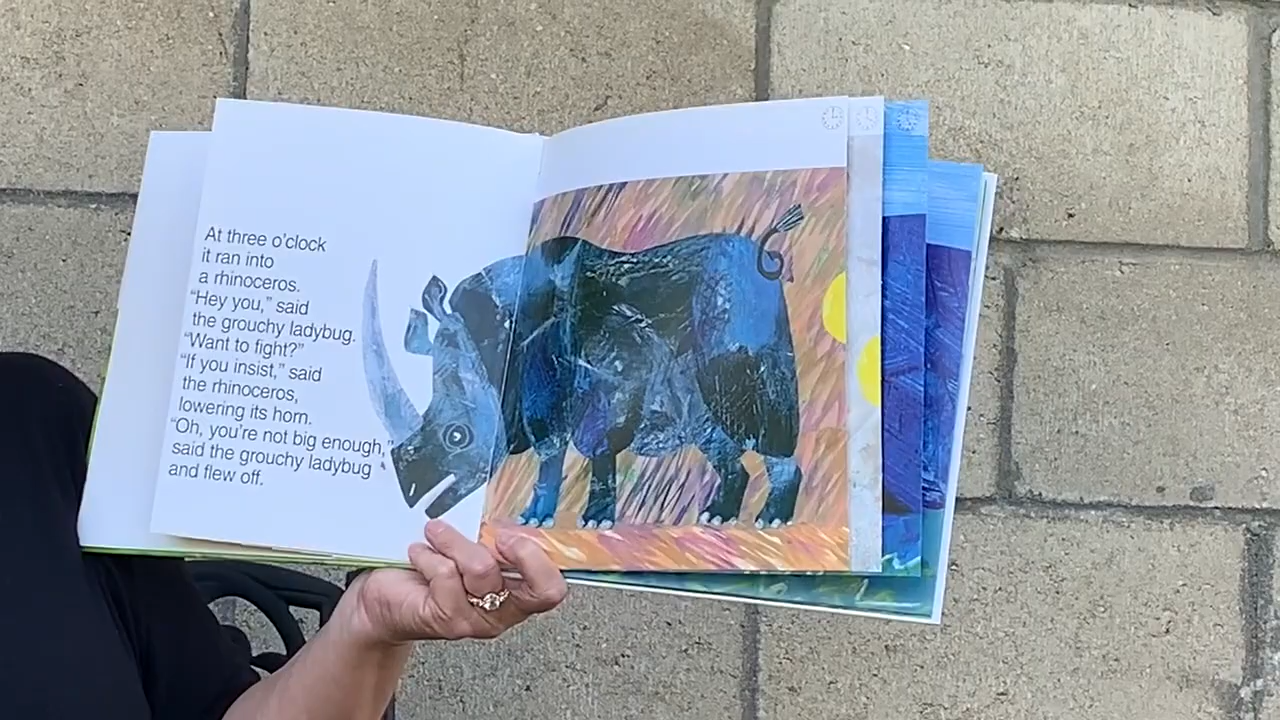 At three o'clock
it ran into
a rhinoceros.
"Hey you," said
the grouchy ladybug.
"Want to fight?"
"If you insist," said
the rhinoceros,
lowering its horn.
"Oh, you're not big enough,"
said the grouchy ladybug
and flew off.